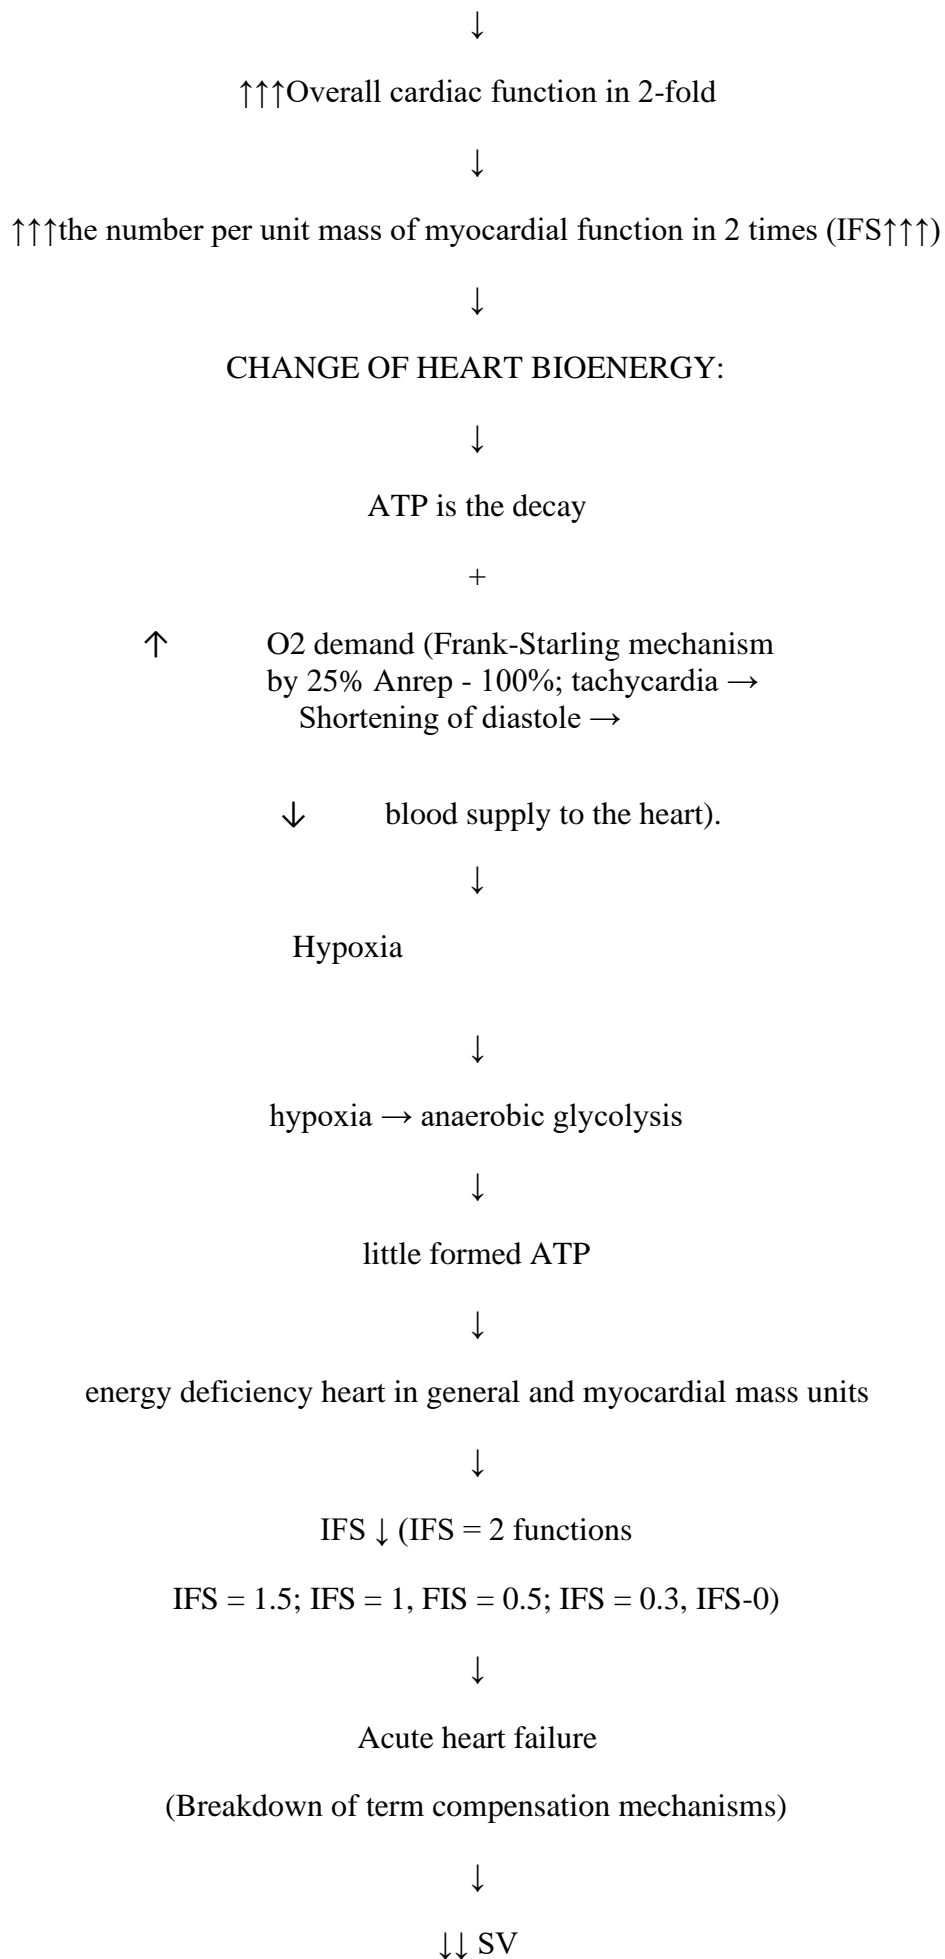 ↓
↑↑↑Overall cardiac function in 2-fold
↓
↑↑↑the number per unit mass of myocardial function in 2 times (IFS↑↑↑)
↓
CHANGE OF HEART BIOENERGY:
↓
ATP is the decay
+
↑ O2 demand (Frank-Starling mechanism
by 25% Anrep - 100%; tachycardia →
Shortening of diastole →
↓ blood supply to the heart).
↓
Hypoxia
↓
hypoxia → anaerobic glycolysis
↓
little formed ATP
↓
energy deficiency heart in general and myocardial mass units
↓
IFS ↓ (IFS = 2 functions
IFS = 1.5; IFS = 1, FIS = 0.5; IFS = 0.3, IFS-0)
↓
Acute heart failure
(Breakdown of term compensation mechanisms)
↓
↓↓ SV